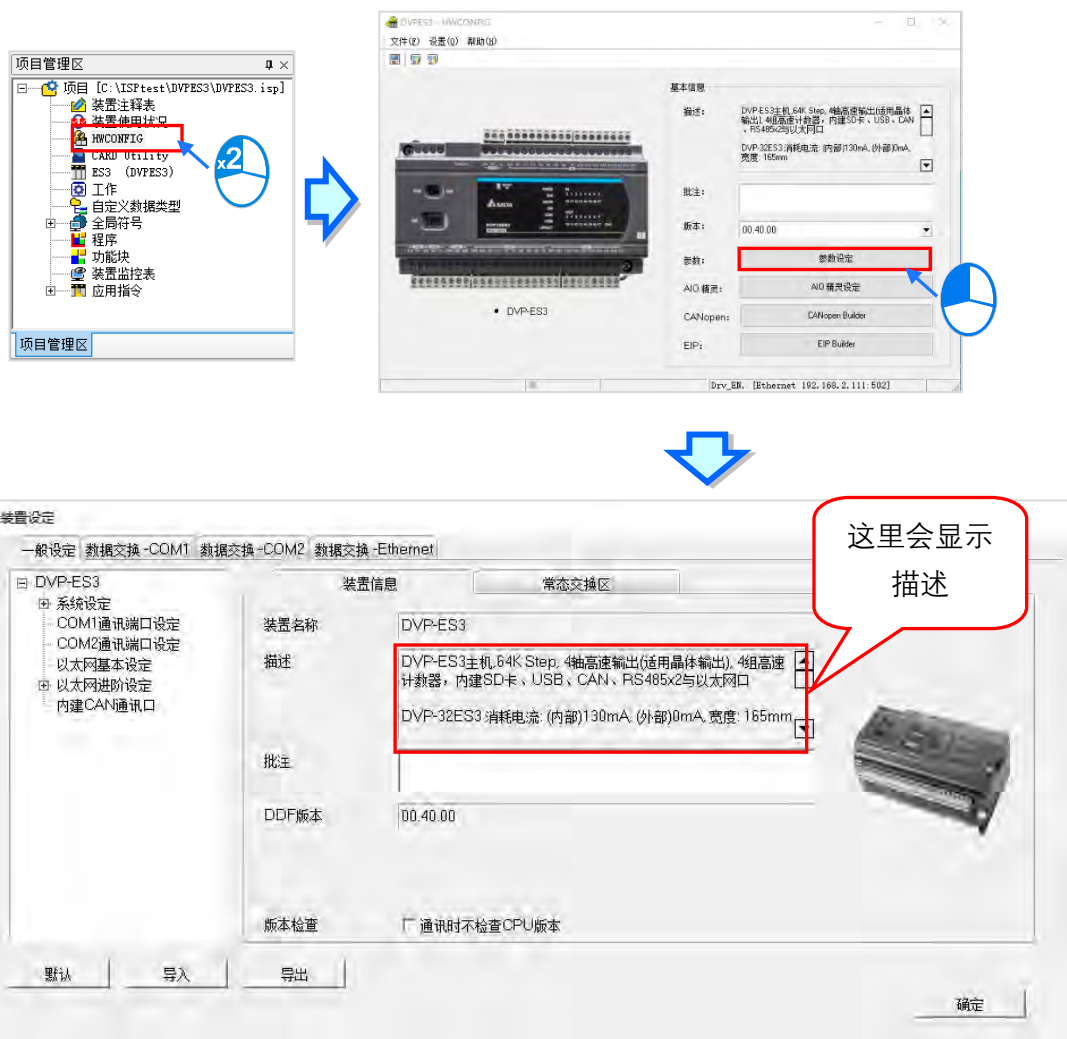 项目管理区
项目 [C:\ISPtest\DVPES3\DVPES3.isp]
装置注释表
装置使用状况
HWCONFIG
CARD Utility
ES3 (DVPES3)
工作
自定义数据类型
全局符号
程序
功能块
装置监控表
应用指令
项目管理区
x2
DVPES3 - HWCONFIG
文件(F) 设置(O) 帮助(H)
基本信息
描述:
DVP-ES3主机,64K Step, 4轴高速输出(适用晶体
输出), 4组高速计数器，内建SD卡、USB、CAN
、RS485x2与以太网口
DVP-32ES3:消耗电流: (内部)130mA, (外部)0mA,
宽度: 165mm
批注:
版本:
00.40.00
参数:
参数设定
AIO 精灵:
AIO 精灵设定
CANopen:
CANopen Builder
EIP:
EIP Builder
DELTA
DVP-ES3
Drv_EN, [Ethernet 192.168.2.111:502]
装置设定
一般设定 数据交换-COM1 数据交换-COM2 数据交换-Ethernet
DVP-ES3
系统设定
COM1通讯端口设定
COM2通讯端口设定
以太网基本设定
以太网进阶设定
内建CAN通讯口
装置信息
常态交换区
装置名称
DVP-ES3
描述
DVP-ES3主机,64K Step, 4轴高速输出(适用晶体输出), 4组高速
计数器，内建SD卡、USB、CAN、RS485x2与以太网口
DVP-32ES3:消耗电流: (内部)130mA, (外部)0mA, 宽度: 165mm
批注
DDF版本
00.40.00
版本检查
通讯时不检查CPU版本
这里会显示
描述
默认
导入
导出
确定